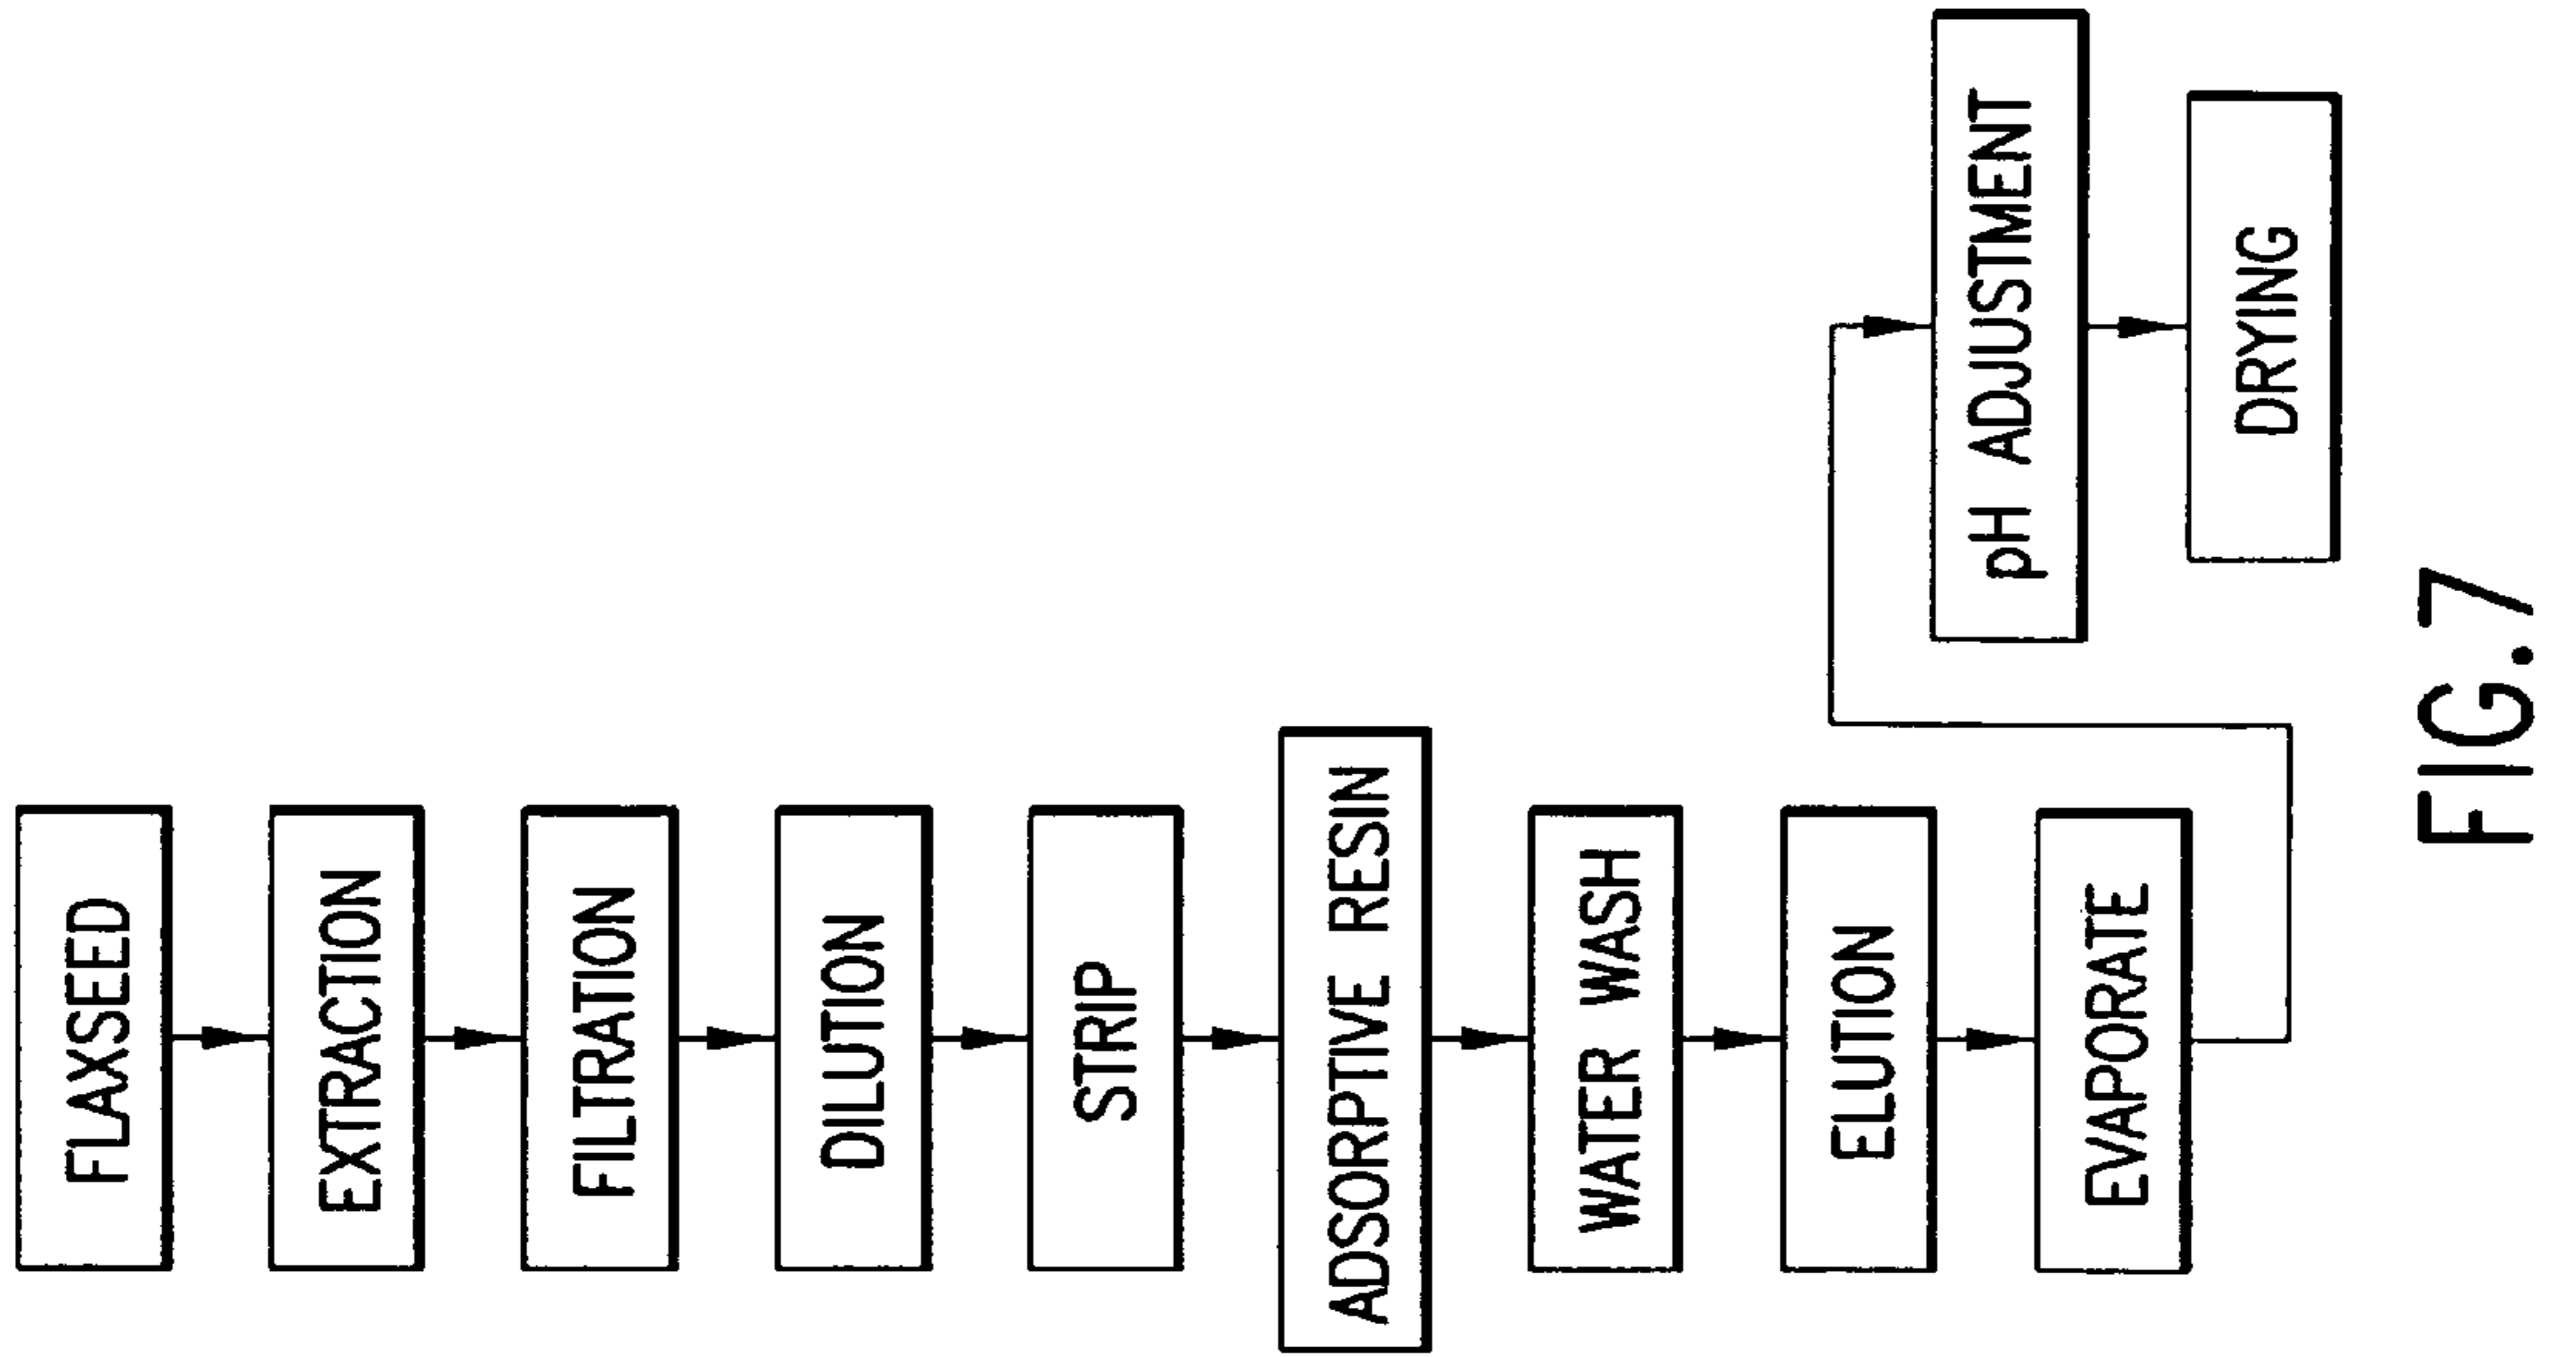 FLAXSEED
EXTRACTION
FILTRATION
DILUTION
STRIP
ADSORPTIVE RESIN
WATER WASH
ELUTION
EVAPORATE
pH ADJUSTMENT
DRYING
FIG.7